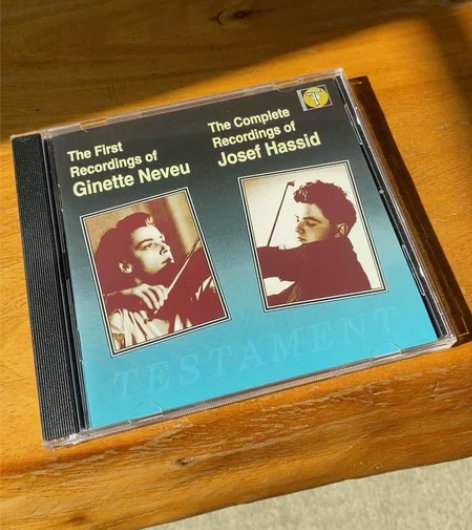 The First
Recordings of
Ginette Neveu
The Complete
Recordings of
Josef Hassid
T
TESTAMENT